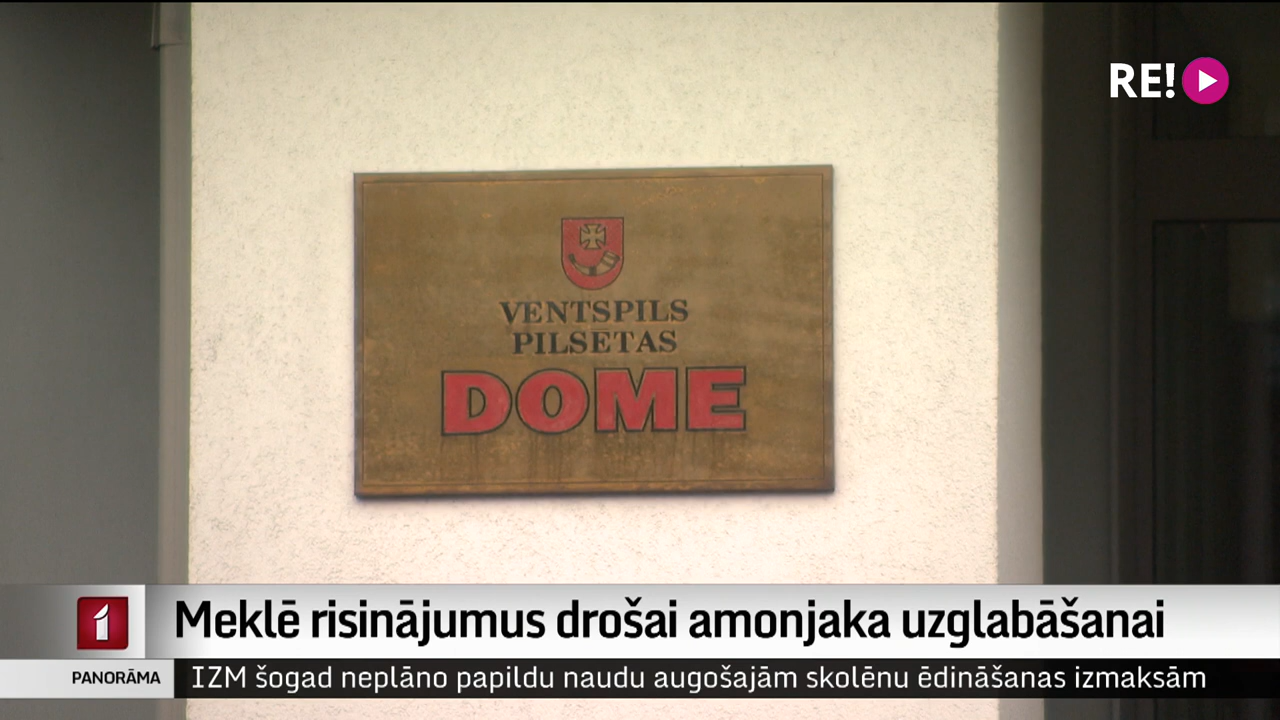 RE!
VENTSPILS
PILSĒTAS
DOME
1
Meklē risinājumus drošai amonjaka uzglabāšanai
PANORĀMA
IZM šogad neplāno papildu naudu augošajām skolēnu ēdināšanas izmaksām